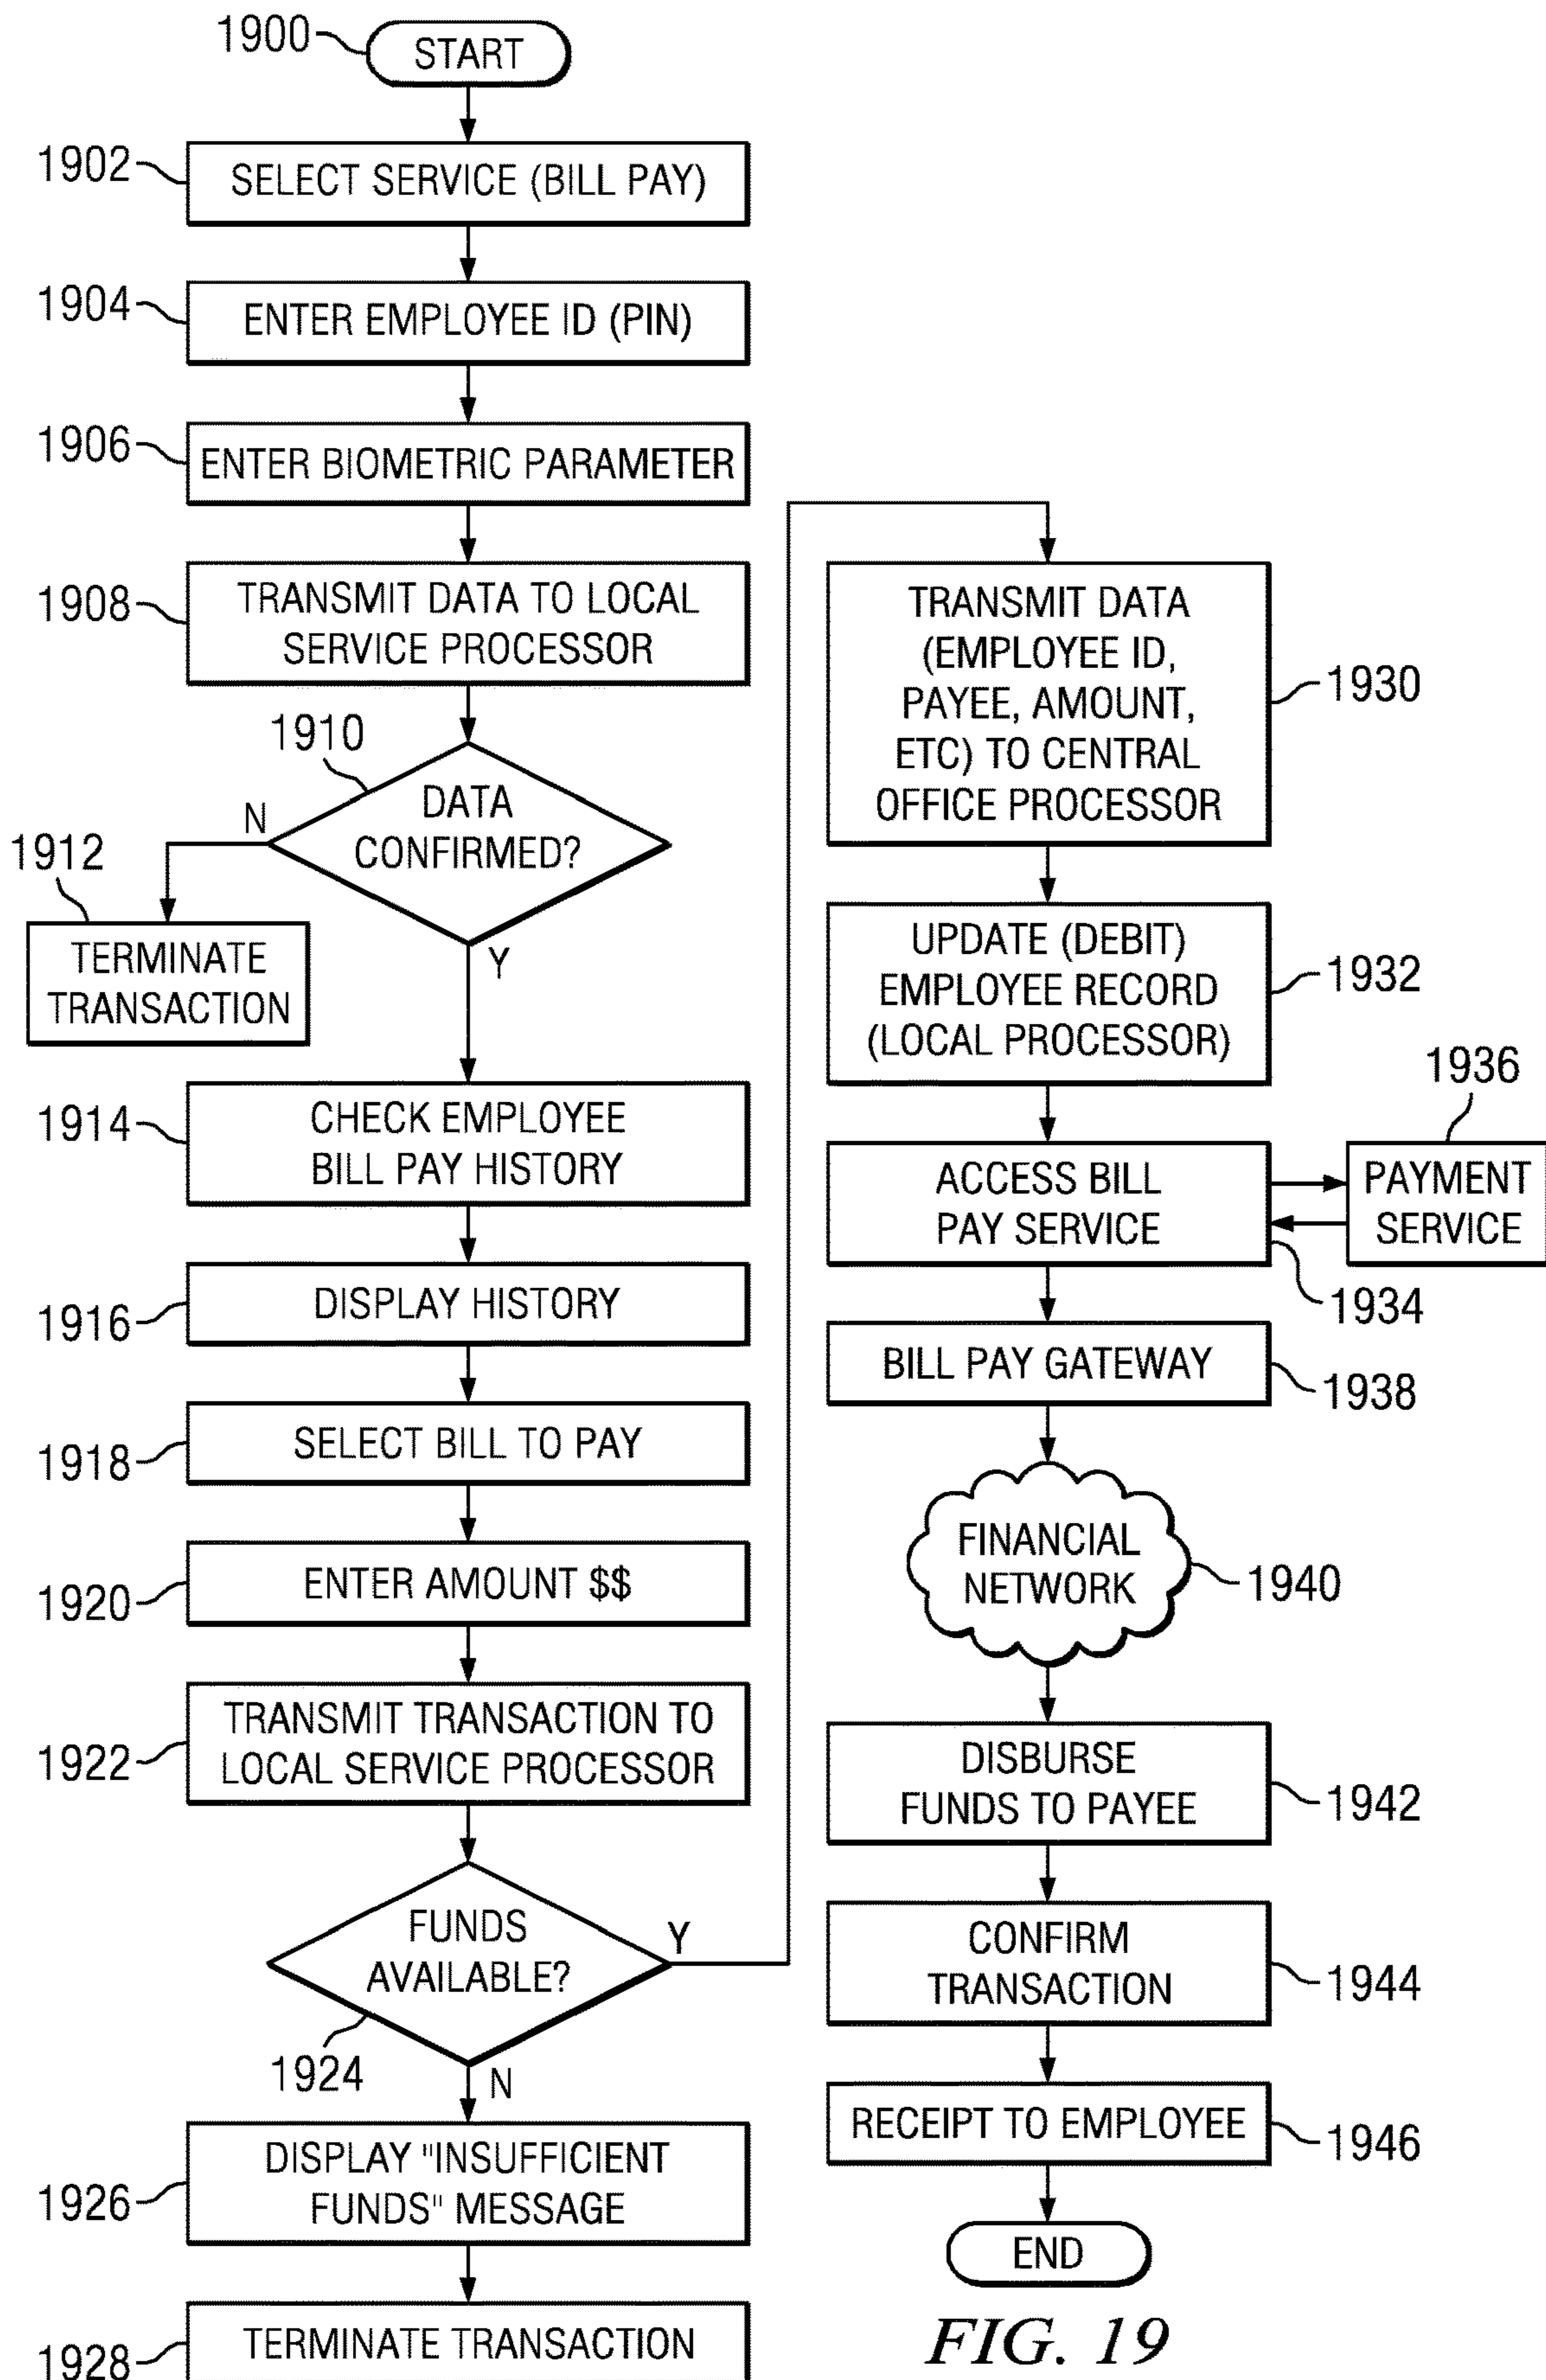 1900
START
1902
SELECT SERVICE (BILL PAY)
1904
ENTER EMPLOYEE ID (PIN)
1906
ENTER BIOMETRIC PARAMETER
1908
TRANSMIT DATA TO LOCAL
SERVICE PROCESSOR
1910
DATA
CONFIRMED?
N
Y
1912
TERMINATE
TRANSACTION
1914
CHECK EMPLOYEE
BILL PAY HISTORY
1916
DISPLAY HISTORY
1918
SELECT BILL TO PAY
1920
ENTER AMOUNT $$
1922
TRANSMIT TRANSACTION TO
LOCAL SERVICE PROCESSOR
FUNDS
AVAILABLE?
Y
1924
N
1926
DISPLAY "INSUFFICIENT
FUNDS" MESSAGE
1928
TERMINATE TRANSACTION
TRANSMIT DATA
(EMPLOYEE ID,
PAYEE, AMOUNT,
ETC) TO CENTRAL
OFFICE PROCESSOR
1930
UPDATE (DEBIT)
EMPLOYEE RECORD
(LOCAL PROCESSOR)
1932
1936
ACCESS BILL
PAY SERVICE
PAYMENT
SERVICE
1934
BILL PAY GATEWAY
1938
FINANCIAL
NETWORK
1940
DISBURSE
FUNDS TO PAYEE
1942
CONFIRM
TRANSACTION
1944
RECEIPT TO EMPLOYEE
1946
END
FIG. 19